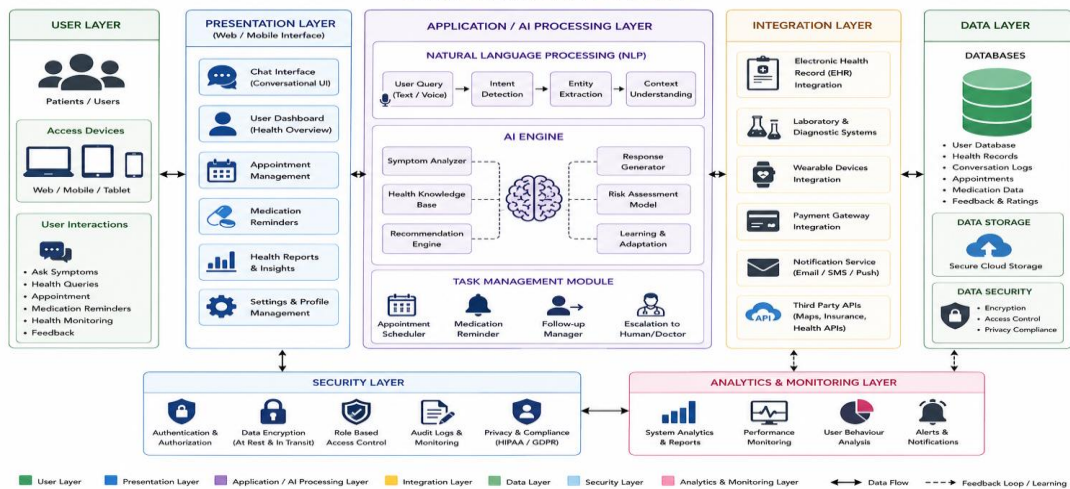 USER LAYER
Patients / Users
Access Devices
Web / Mobile / Tablet
User Interactions
• Ask Symptoms
• Health Queries
• Appointment
• Medication Reminders
• Health Monitoring
• Feedback
PRESENTATION LAYER
(Web / Mobile Interface)
Chat Interface
(Conversational UI)
User Dashboard
(Health Overview)
Appointment
Management
Medication
Reminders
Health Reports
& Insights
Settings & Profile
Management
APPLICATION / AI PROCESSING LAYER
NATURAL LANGUAGE PROCESSING (NLP)
User Query
(Text / Voice)
Intent
Detection
Entity
Extraction
Context
Understanding
AI ENGINE
Symptom Analyzer
Health Knowledge
Base
Recommendation
Engine
Response
Generator
Risk Assessment
Model
Learning &
Adaptation
TASK MANAGEMENT MODULE
Appointment
Scheduler
Medication
Reminder
Follow-up
Manager
Escalation to
Human/Doctor
INTEGRATION LAYER
Electronic Health
Record (EHR)
Integration
Laboratory &
Diagnostic Systems
Wearable Devices
Integration
Payment Gateway
Integration
Notification Service
(Email / SMS / Push)
API
Third Party APIs
(Maps, Insurance,
Health APIs)
DATA LAYER
DATABASES
• User Database
• Health Records
• Conversation Logs
• Appointments
• Medication Data
• Feedback & Ratings
DATA STORAGE
Secure Cloud Storage
DATA SECURITY
• Encryption
• Access Control
• Privacy Compliance
SECURITY LAYER
Authentication &
Authorization
Data Encryption
(At Rest & In Transit)
Role Based
Access Control
Audit Logs &
Monitoring
Privacy & Compliance
(HIPAA / GDPR)
ANALYTICS & MONITORING LAYER
System Analytics
& Reports
Performance
Monitoring
User Behaviour
Analysis
Alerts &
Notifications
User Layer
Presentation Layer
Application / AI Processing Layer
Integration Layer
Data Layer
Security Layer
Analytics & Monitoring Layer
Data Flow
Feedback Loop / Learning